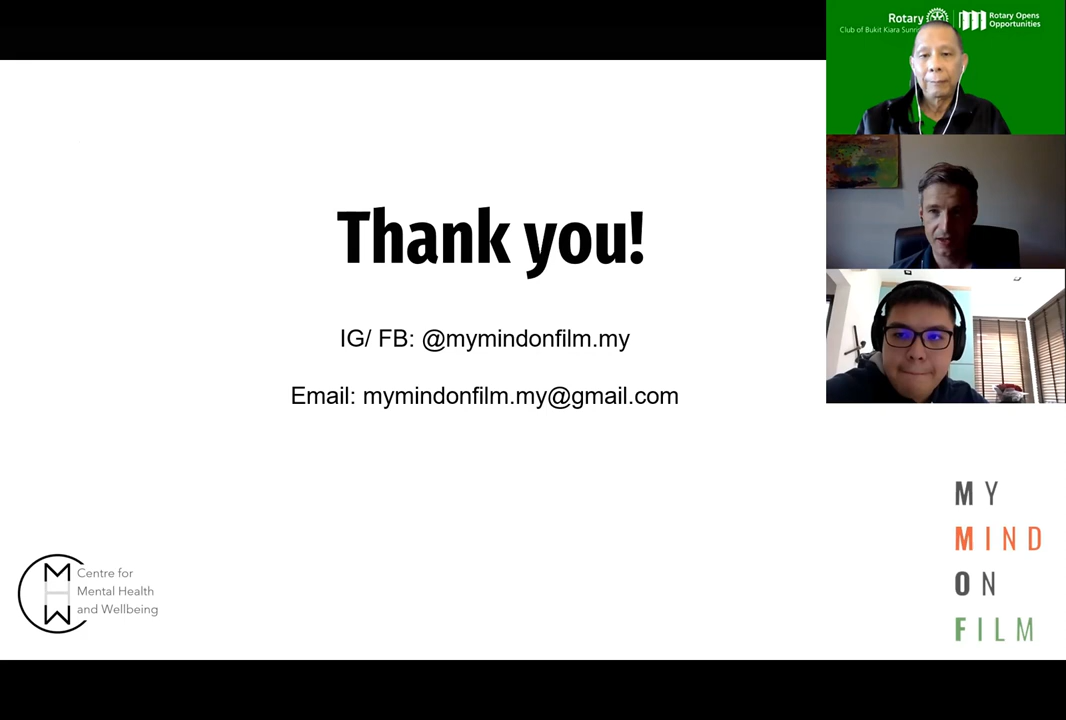 Thank you!
IG/ FB: @mymindonfilm.my
Email: mymindonfilm.my@gmail.com
Rotary
Club of Bukit Kiara
Rotary Opens
Opportunities
MY
MIND
ON
FILM
MHW
Centre for
Mental Health
and Wellbeing